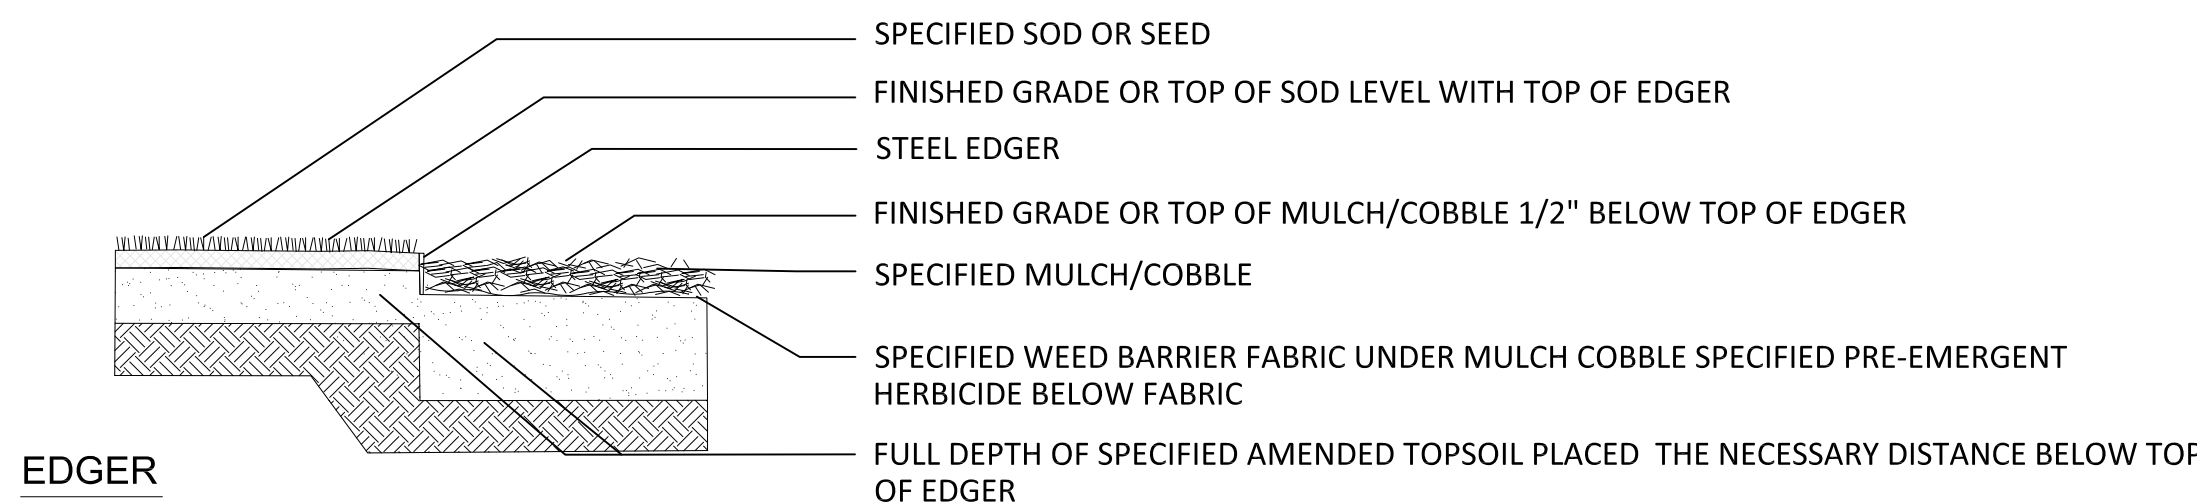 SPECIFIED SOD OR SEED
FINISHED GRADE OR TOP OF SOD LEVEL WITH TOP OF EDGER
STEEL EDGER
FINISHED GRADE OR TOP OF MULCH/COBBLE 1/2" BELOW TOP OF EDGER
SPECIFIED MULCH/COBBLE
SPECIFIED WEED BARRIER FABRIC UNDER MULCH COBBLE SPECIFIED PRE-EMERGENT
HERBICIDE BELOW FABRIC
FULL DEPTH OF SPECIFIED AMENDED TOPSOIL PLACED THE NECESSARY DISTANCE BELOW TOP
OF EDGER
EDGER